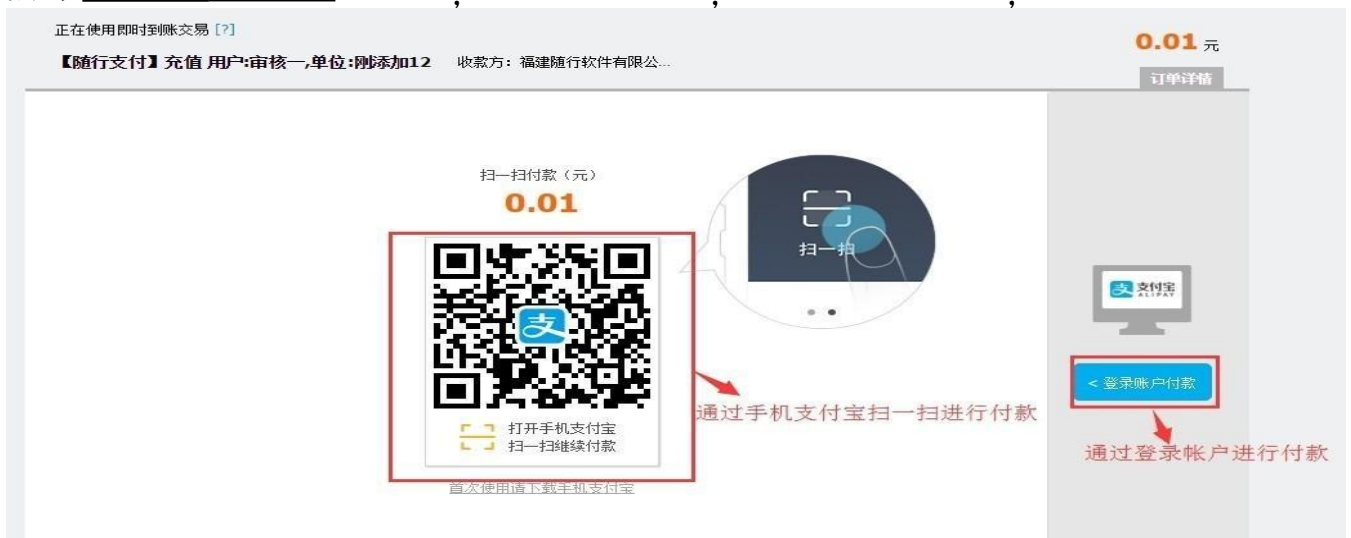 正在使用即时到账交易 [?]
0.01 元
【随行支付】充值 用户:审核一,单位:刚添加12 收款方：福建随行软件有限公...
订单详情
扫一扫付款（元）
0.01
扫一扫
支
支 支付宝
ALIPAY
< 登录账户付款
通过手机支付宝扫一扫进行付款
打开手机支付宝
扫一扫继续付款
通过登录帐户进行付款
首次使用请下载手机支付宝